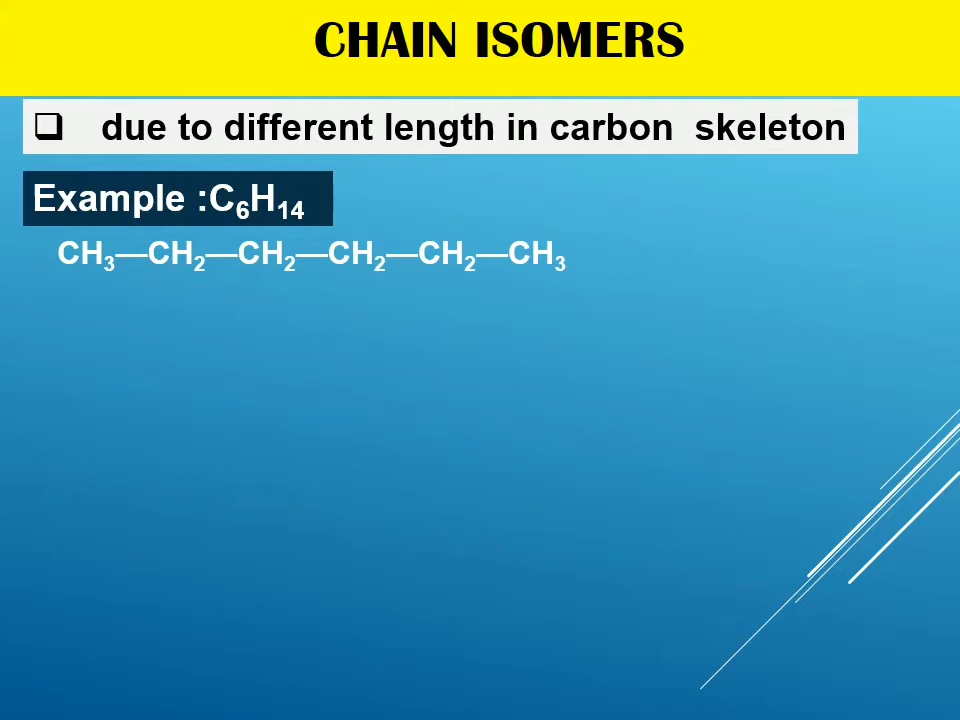 CHAIN ISOMERS
❑ due to different length in carbon skeleton
Example :C₆H₁₄
CH₃—CH₂—CH₂—CH₂—CH₂—CH₃